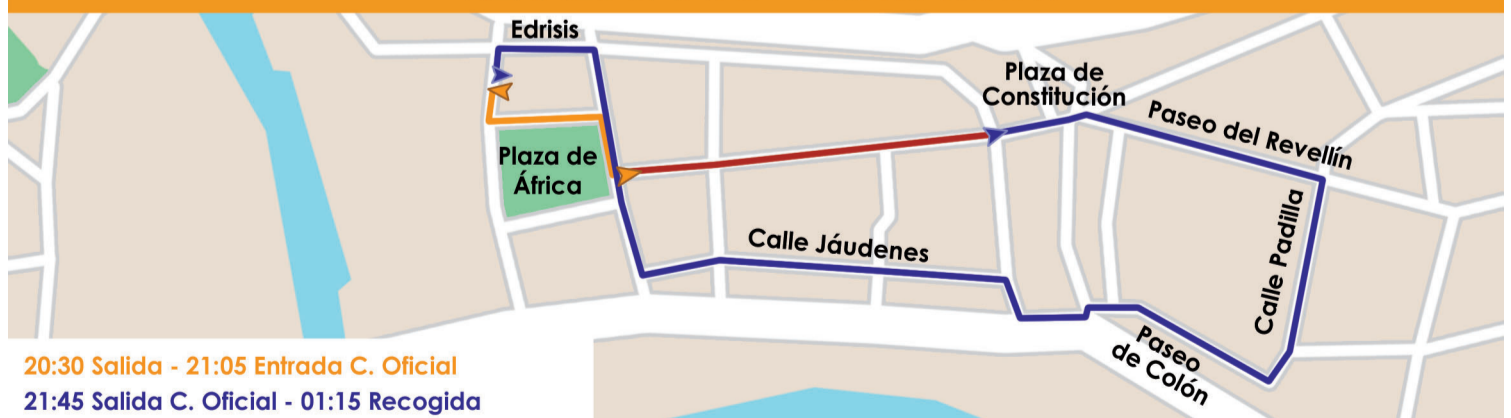 Edrisis
Plaza de
Constitución
Paseo del Revellín
Plaza de
África
Calle Jáudenes
Calle Padilla
Paseo
de Colón
20:30 Salida - 21:05 Entrada C. Oficial
21:45 Salida C. Oficial - 01:15 Recogida